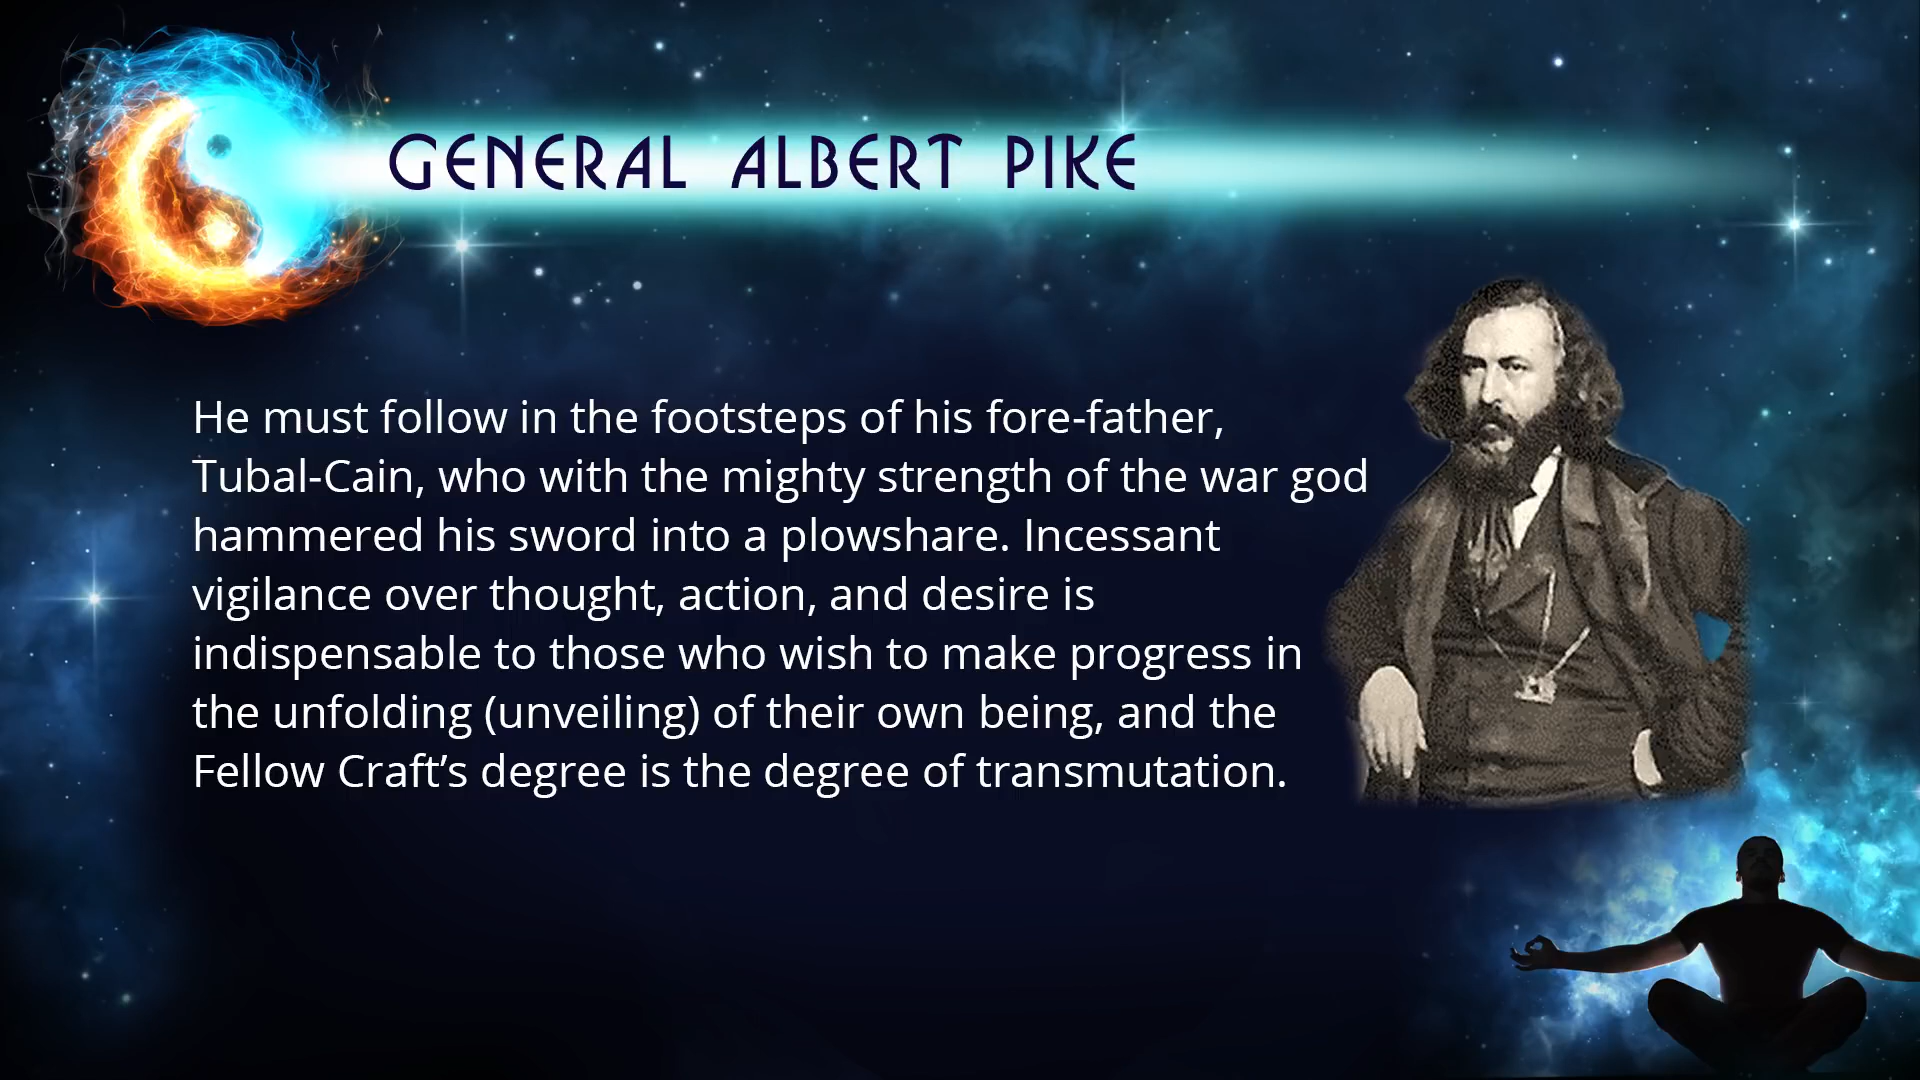 GENERAL ALBERT PIKE
He must follow in the footsteps of his fore-father,
Tubal-Cain, who with the mighty strength of the war god
hammered his sword into a plowshare. Incessant
vigilance over thought, action, and desire is
indispensable to those who wish to make progress in
the unfolding (unveiling) of their own being, and the
Fellow Craft’s degree is the degree of transmutation.